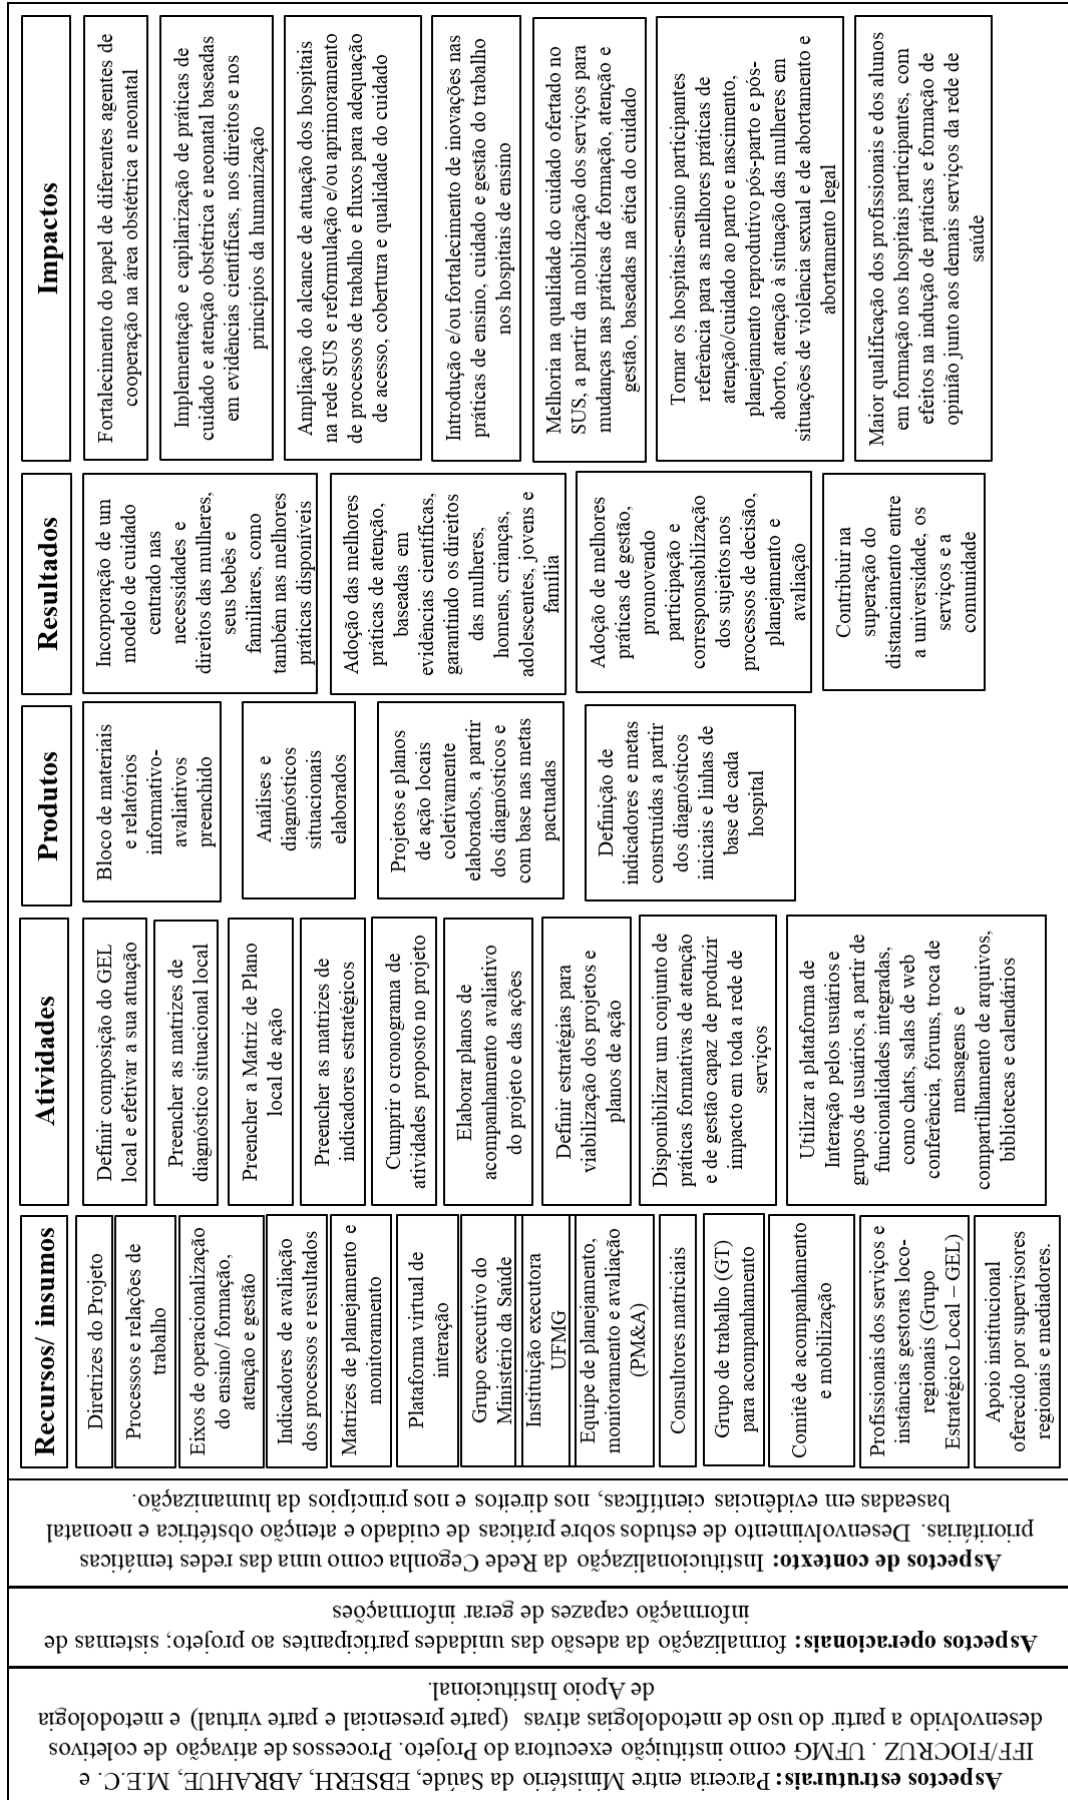 Recursos/ insumos
Diretrizes do Projeto
Processos e relações de
trabalho
Eixos de operacionalização
do ensino/ formação,
atenção e gestão
Indicadores de avaliação
dos processos e resultados
Matrizes de planejamento e
monitoramento
Plataforma virtual de
interação
Grupo executivo do
Ministério da Saúde
Instituição executora
UFMG
Equipe de planejamento,
monitoramento e avaliação
(PM&A)
Consultores matriciais
Grupo de trabalho (GT)
para acompanhamento
Comitê de acompanhamento
e mobilização
Profissionais dos serviços e
instâncias gestoras loco-
regionais (Grupo
Estratégico Local – GEL)
Apoio institucional
oferecido por supervisores
regionais e mediadores.
Atividades
Definir composição do GEL
local e efetivar a sua atuação
Preencher as matrizes de
diagnóstico situacional local
Preencher a Matriz de Plano
local de ação
Preencher as matrizes de
indicadores estratégicos
Cumprir o cronograma de
atividades proposto no projeto
Elaborar planos de
acompanhamento avaliativo
do projeto e das ações
Definir estratégias para
viabilização dos projetos e
planos de ação
Disponibilizar um conjunto de
práticas formativas de atenção
e de gestão capaz de produzir
impacto em toda a rede de
serviços
Utilizar a plataforma de
Interação pelos usuários e
grupos de usuários, a partir de
funcionalidades integradas,
como chats, salas de web
conferência, fóruns, troca de
mensagens e
compartilhamento de arquivos,
bibliotecas e calendários
Produtos
Bloco de materiais
e relatórios
informativo-
avaliativos
preenchido
Análises e
diagnósticos
situacionais
elaborados
Projetos e planos
de ação locais
coletivamente
elaborados, a partir
dos diagnósticos e
com base nas metas
pactuadas
Definição de
indicadores e metas
construídas a partir
dos diagnósticos
iniciais e linhas de
base de cada
hospital
Resultados
Incorporação de um
modelo de cuidado
centrado nas
necessidades e
direitos das mulheres,
seus bebês e
familiares, como
também nas melhores
práticas disponíveis
Adoção das melhores
práticas de atenção,
baseadas em
evidências científicas,
garantindo os direitos
das mulheres,
homens, crianças,
adolescentes, jovens e
família
Adoção de melhores
práticas de gestão,
promovendo
participação e
corresponsabilização
dos sujeitos nos
processos de decisão,
planejamento e
avaliação
Contribuir na
superação do
distanciamento entre
a universidade, os
serviços e a
comunidade
Impactos
Fortalecimento do papel de diferentes agentes de
cooperação na área obstétrica e neonatal
Implementação e capilarização de práticas de
cuidado e atenção obstétrica e neonatal baseadas
em evidências científicas, nos direitos e nos
princípios da humanização
Ampliação do alcance de atuação dos hospitais
na rede SUS e reformulação e/ou aprimoramento
de processos de trabalho e fluxos para adequação
de acesso, cobertura e qualidade do cuidado
Introdução e/ou fortalecimento de inovações nas
práticas de ensino, cuidado e gestão do trabalho
nos hospitais de ensino
Melhoria na qualidade do cuidado ofertado no
SUS, a partir da mobilização dos serviços para
mudanças nas práticas de formação, atenção e
gestão, baseadas na ética do cuidado
Tornar os hospitais-ensino participantes
referência para as melhores práticas de
atenção/cuidado ao parto e nascimento,
planejamento reprodutivo pós-parto e pós-
aborto, atenção à situação das mulheres em
situações de violência sexual e de abortamento e
abortamento legal
Maior qualificação dos profissionais e dos alunos
em formação nos hospitais participantes, com
efeitos na indução de práticas e formação de
opinião junto aos demais serviços da rede de
saúde
Aspectos de contexto: Institucionalização da Rede Cegonha como uma das redes temáticas
prioritárias. Desenvolvimento de estudos sobre práticas de cuidado e atenção obstétrica e neonatal
baseadas em evidências científicas, nos direitos e nos princípios da humanização.
Aspectos operacionais: formalização da adesão das unidades participantes ao projeto; sistemas de
informação capazes de gerar informações
Aspectos estruturais: Parceria entre Ministério da Saúde, EBSERH, ABRAHUE, M.E.C. e
IFF/FIOCRUZ . UFMG como instituição executora do Projeto. Processos de ativação de coletivos
desenvolvido a partir do uso de metodologias ativas (parte presencial e parte virtual) e metodologia
de Apoio Institucional.